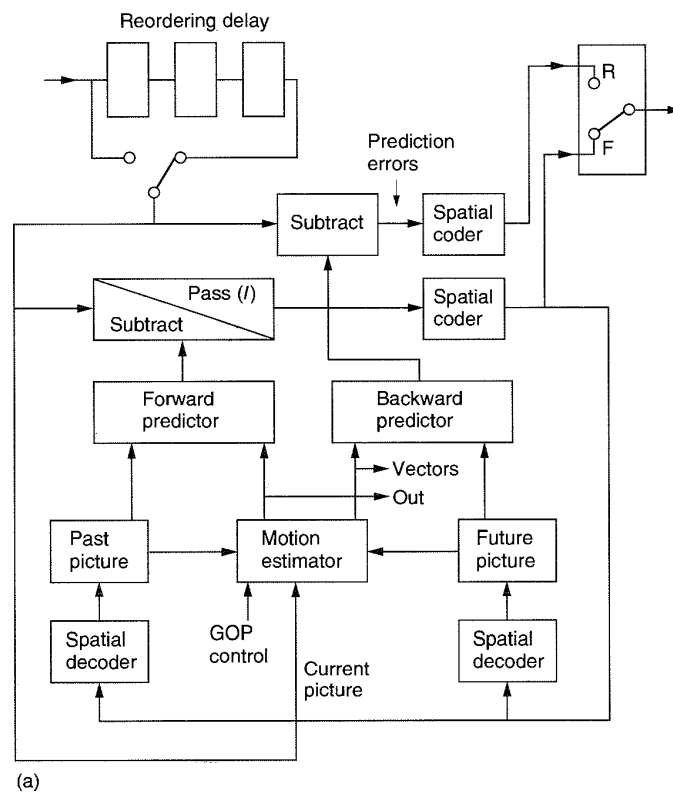 Reordering delay
R
F
Prediction
errors
Subtract
Spatial
coder
Pass (I)
Subtract
Spatial
coder
Forward
predictor
Backward
predictor
Vectors
Out
Past
picture
Motion
estimator
Future
picture
GOP
control
Spatial
decoder
Current
picture
Spatial
decoder
(a)